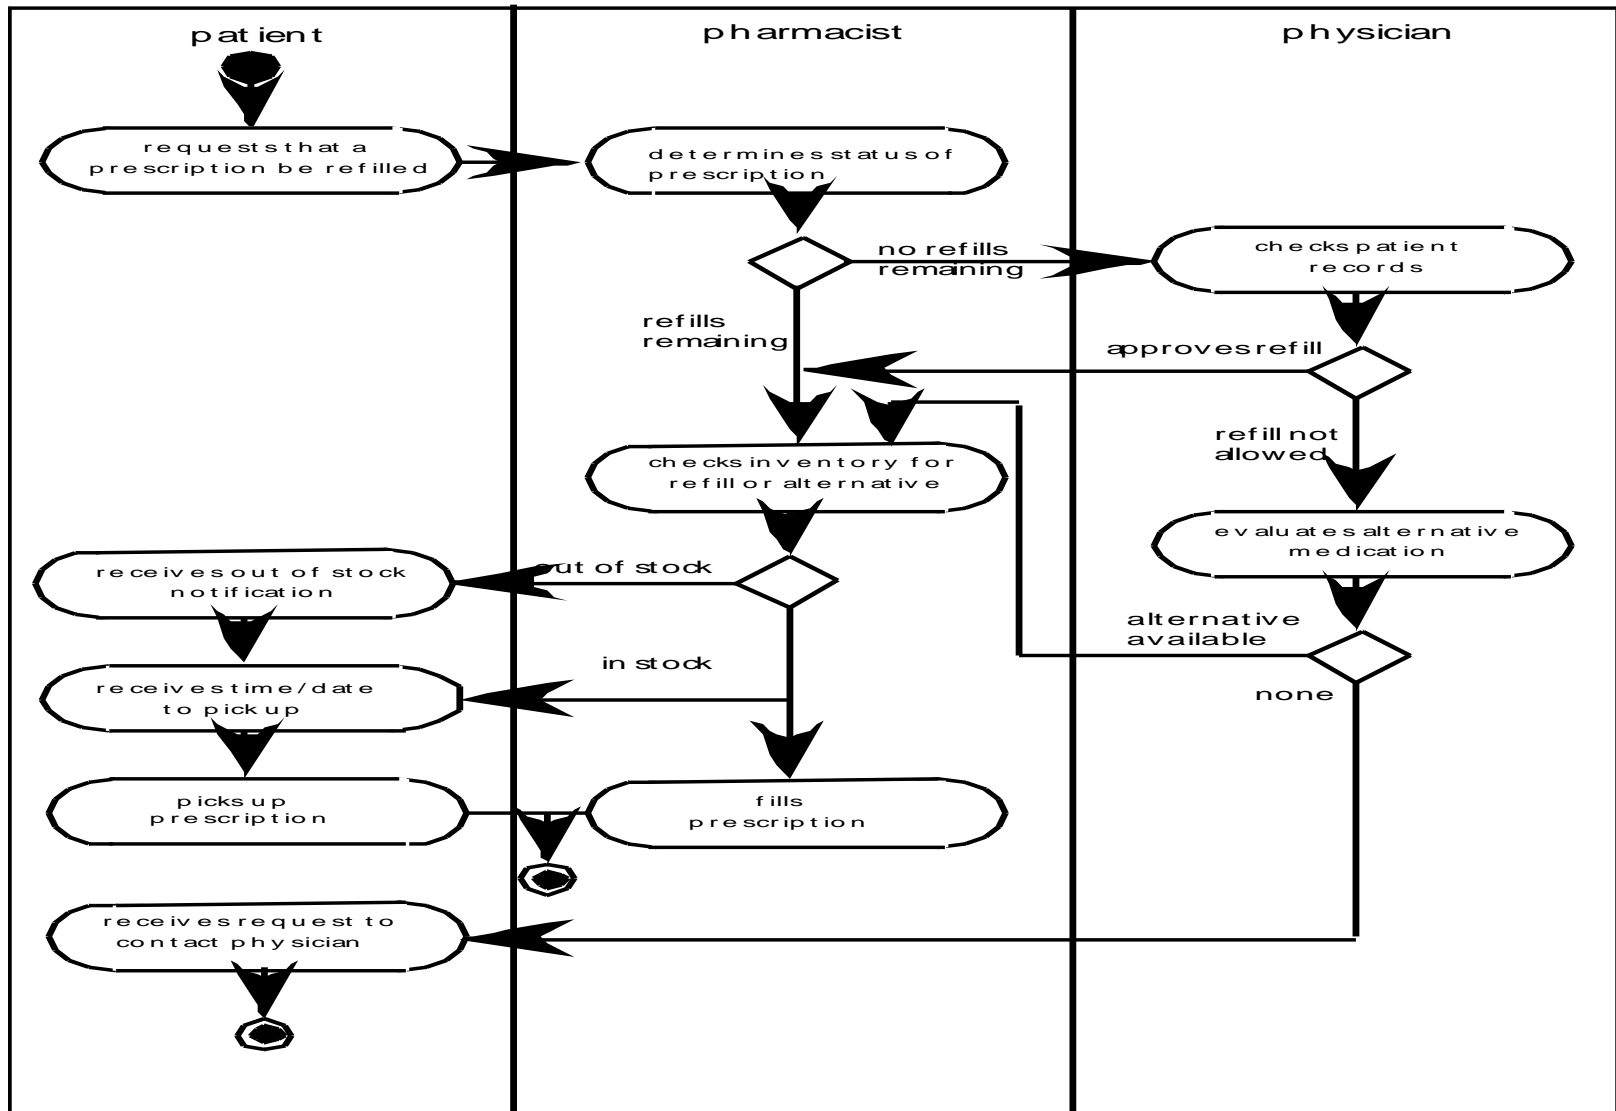 patient
pharmacist
physician
requests that a
prescription be refilled
determines status of
prescription
no refills
remaining
checks patient
records
refills
remaining
approves refill
refill not
allowed
checks inventory for
refill or alternative
evaluates alternative
medication
out of stock
receives out of stock
notification
alternative
available
in stock
receives time/date
to pick up
none
picks up
prescription
fills
prescription
receives request to
contact physician